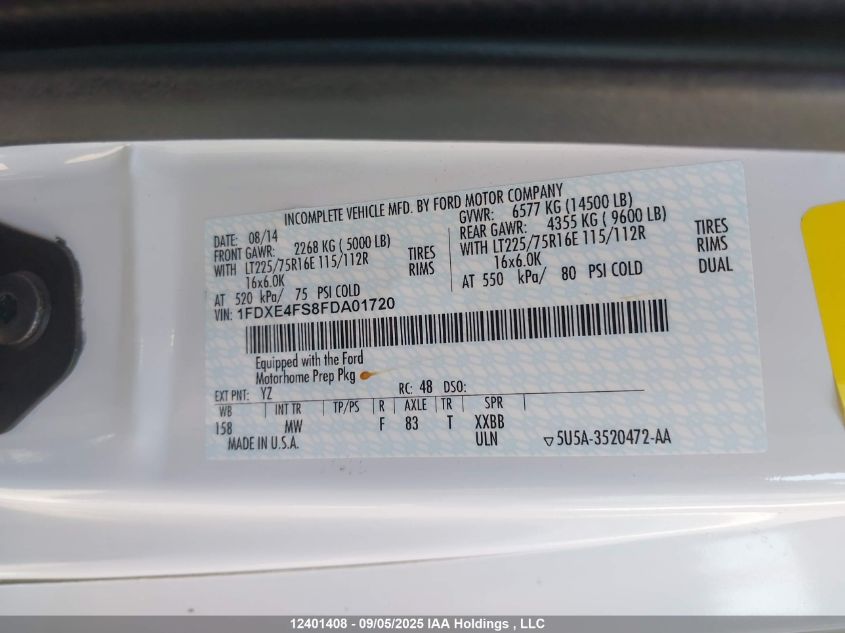 INCOMPLETE VEHICLE MFD. BY FORD MOTOR COMPANY
DATE: 08/14
GVWR: 6577 KG (14500 LB)
FRONT GAWR: 2268 KG ( 5000 LB)
REAR GAWR: 4355 KG ( 9600 LB)
WITH LT225/75R16E 115/112R TIRES
WITH LT225/75R16E 115/112R TIRES
16x6.0K RIMS
16x6.0K RIMS
AT 520 kPa/ 75 PSI COLD
AT 550 kPa/ 80 PSI COLD DUAL
VIN: 1FDXE4FS8FDA01720
Equipped with the Ford
Motorhome Prep Pkg
EXT PNT: YZ RC: 48 DSO:
WB INT TR TP/PS R AXLE TR SPR
158 MW F 83 T XXBB
MADE IN U.S.A. ULN ▽5U5A-3520472-AA
12401408 - 09/05/2025 IAA Holdings , LLC